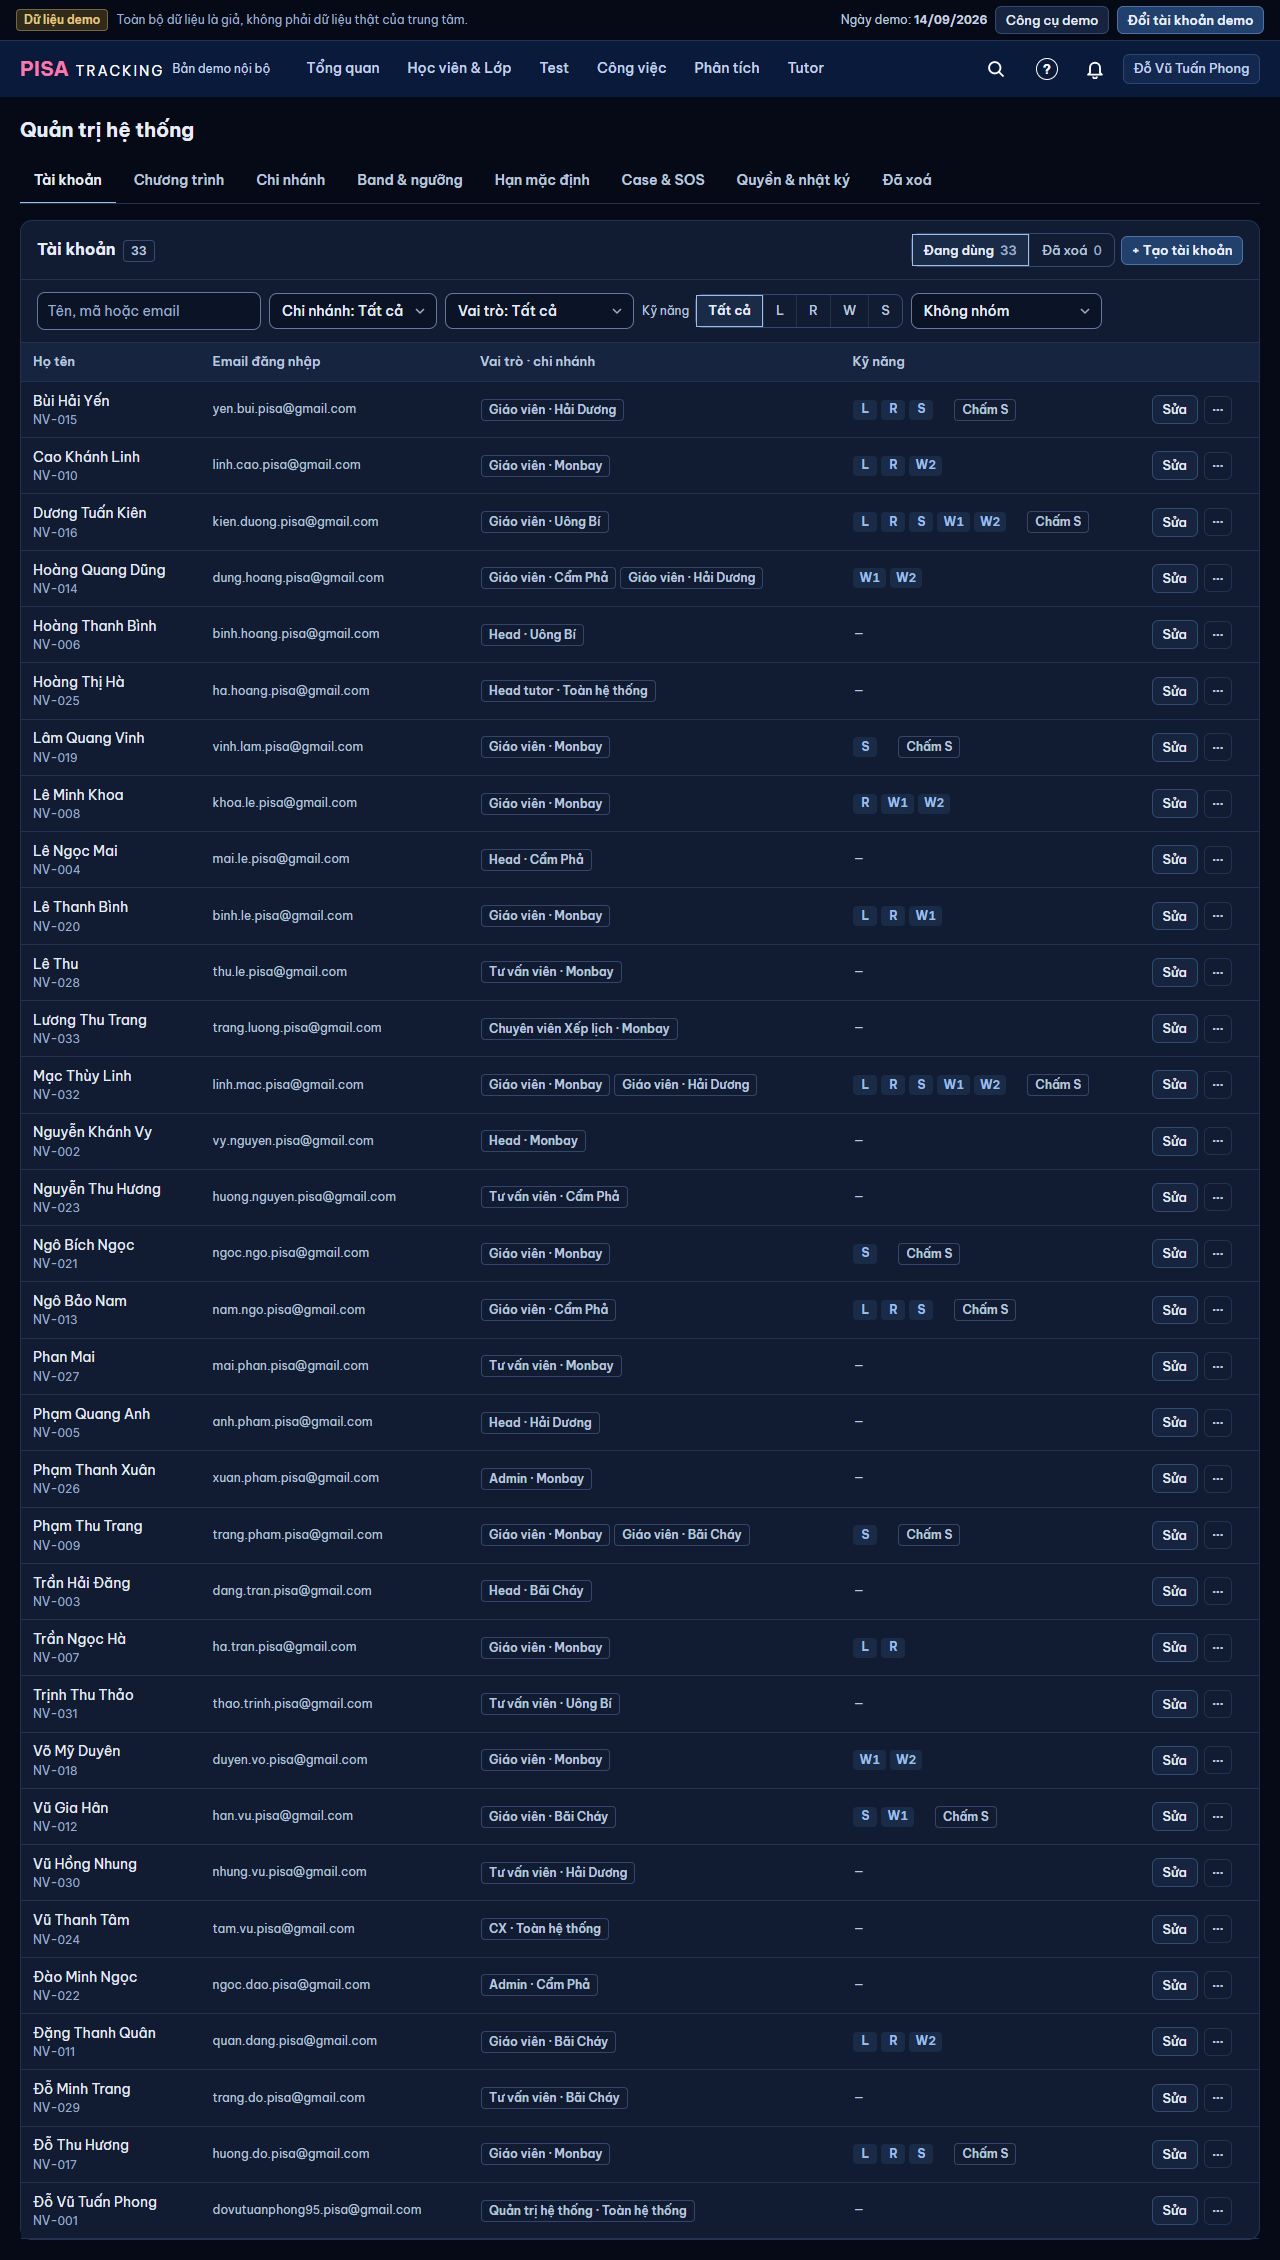 Dữ liệu demo Toàn bộ dữ liệu là giả, không phải dữ liệu thật của trung tâm. Ngày demo: 14/09/2026 Công cụ demo Đổi tài khoản demo
PISA TRACKING Bản demo nội bộ Tổng quan Học viên & Lớp Test Công việc Phân tích Tutor ? Đỗ Vũ Tuấn Phong
Quản trị hệ thống
Tài khoản Chương trình Chi nhánh Band & ngưỡng Hạn mặc định Case & SOS Quyền & nhật ký Đã xoá
Tài khoản 33 Đang dùng 33 Đã xoá 0 + Tạo tài khoản
Tên, mã hoặc email Chi nhánh: Tất cả Vai trò: Tất cả Kỹ năng Tất cả L R W S Không nhóm
Họ tên Email đăng nhập Vai trò · chi nhánh Kỹ năng
Bùi Hải Yến yen.bui.pisa@gmail.com Giáo viên · Hải Dương L R S Chấm S Sửa ···
NV-015
Cao Khánh Linh linh.cao.pisa@gmail.com Giáo viên · Monbay L R W2 Sửa ···
NV-010
Dương Tuấn Kiên kien.duong.pisa@gmail.com Giáo viên · Uông Bí L R S W1 W2 Chấm S Sửa ···
NV-016
Hoàng Quang Dũng dung.hoang.pisa@gmail.com Giáo viên · Cẩm Phả Giáo viên · Hải Dương W1 W2 Sửa ···
NV-014
Hoàng Thanh Bình binh.hoang.pisa@gmail.com Head · Uông Bí – Sửa ···
NV-006
Hoàng Thị Hà ha.hoang.pisa@gmail.com Head tutor · Toàn hệ thống – Sửa ···
NV-025
Lâm Quang Vinh vinh.lam.pisa@gmail.com Giáo viên · Monbay S Chấm S Sửa ···
NV-019
Lê Minh Khoa khoa.le.pisa@gmail.com Giáo viên · Monbay R W1 W2 Sửa ···
NV-008
Lê Ngọc Mai mai.le.pisa@gmail.com Head · Cẩm Phả – Sửa ···
NV-004
Lê Thanh Bình binh.le.pisa@gmail.com Giáo viên · Monbay L R W1 Sửa ···
NV-020
Lê Thu thu.le.pisa@gmail.com Tư vấn viên · Monbay – Sửa ···
NV-028
Lương Thu Trang trang.luong.pisa@gmail.com Chuyên viên Xếp lịch · Monbay – Sửa ···
NV-033
Mạc Thùy Linh linh.mac.pisa@gmail.com Giáo viên · Monbay Giáo viên · Hải Dương L R S W1 W2 Chấm S Sửa ···
NV-032
Nguyễn Khánh Vy vy.nguyen.pisa@gmail.com Head · Monbay – Sửa ···
NV-002
Nguyễn Thu Hương huong.nguyen.pisa@gmail.com Tư vấn viên · Cẩm Phả – Sửa ···
NV-023
Ngô Bích Ngọc ngoc.ngo.pisa@gmail.com Giáo viên · Monbay S Chấm S Sửa ···
NV-021
Ngô Bảo Nam nam.ngo.pisa@gmail.com Giáo viên · Cẩm Phả L R S Chấm S Sửa ···
NV-013
Phan Mai mai.phan.pisa@gmail.com Tư vấn viên · Monbay – Sửa ···
NV-027
Phạm Quang Anh anh.pham.pisa@gmail.com Head · Hải Dương – Sửa ···
NV-005
Phạm Thanh Xuân xuan.pham.pisa@gmail.com Admin · Monbay – Sửa ···
NV-026
Phạm Thu Trang trang.pham.pisa@gmail.com Giáo viên · Monbay Giáo viên · Bãi Cháy S Chấm S Sửa ···
NV-009
Trần Hải Đăng dang.tran.pisa@gmail.com Head · Bãi Cháy – Sửa ···
NV-003
Trần Ngọc Hà ha.tran.pisa@gmail.com Giáo viên · Monbay L R Sửa ···
NV-007
Trịnh Thu Thảo thao.trinh.pisa@gmail.com Tư vấn viên · Uông Bí – Sửa ···
NV-031
Võ Mỹ Duyên duyen.vo.pisa@gmail.com Giáo viên · Monbay W1 W2 Sửa ···
NV-018
Vũ Gia Hân han.vu.pisa@gmail.com Giáo viên · Bãi Cháy S W1 Chấm S Sửa ···
NV-012
Vũ Hồng Nhung nhung.vu.pisa@gmail.com Tư vấn viên · Hải Dương – Sửa ···
NV-030
Vũ Thanh Tâm tam.vu.pisa@gmail.com CX · Toàn hệ thống – Sửa ···
NV-024
Đào Minh Ngọc ngoc.dao.pisa@gmail.com Admin · Cẩm Phả – Sửa ···
NV-022
Đặng Thanh Quân quan.dang.pisa@gmail.com Giáo viên · Bãi Cháy L R W2 Sửa ···
NV-011
Đỗ Minh Trang trang.do.pisa@gmail.com Tư vấn viên · Bãi Cháy – Sửa ···
NV-029
Đỗ Thu Hương huong.do.pisa@gmail.com Giáo viên · Monbay L R S Chấm S Sửa ···
NV-017
Đỗ Vũ Tuấn Phong dovutuanphong95.pisa@gmail.com Quản trị hệ thống · Toàn hệ thống – Sửa ···
NV-001